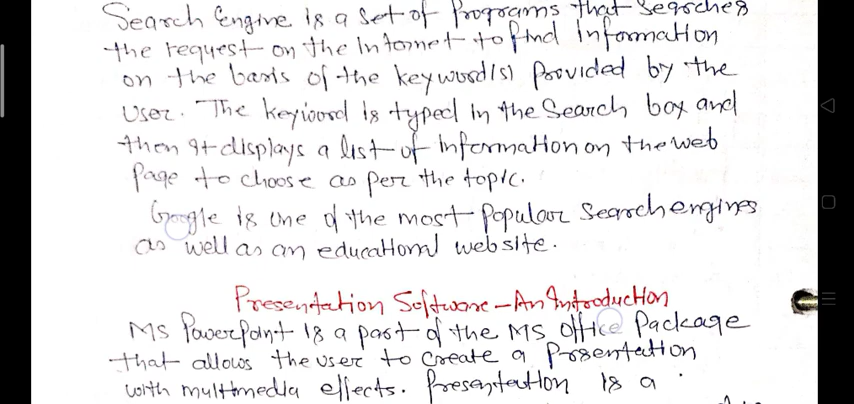 Search Engine is a set of programs that searches
the request on the Internet to find information
on the basis of the keyword(s) provided by the
User. The keyword is typed in the Search box and
then it displays a list of information on the web
page to choose as per the topic.
Google is one of the most popular search engines
as well as an educational website.
Presentation Software - An Introduction
MS PowerPoint is a part of the MS Office Package
that allows the user to create a Presentation
with multimedia effects. Presentation is a